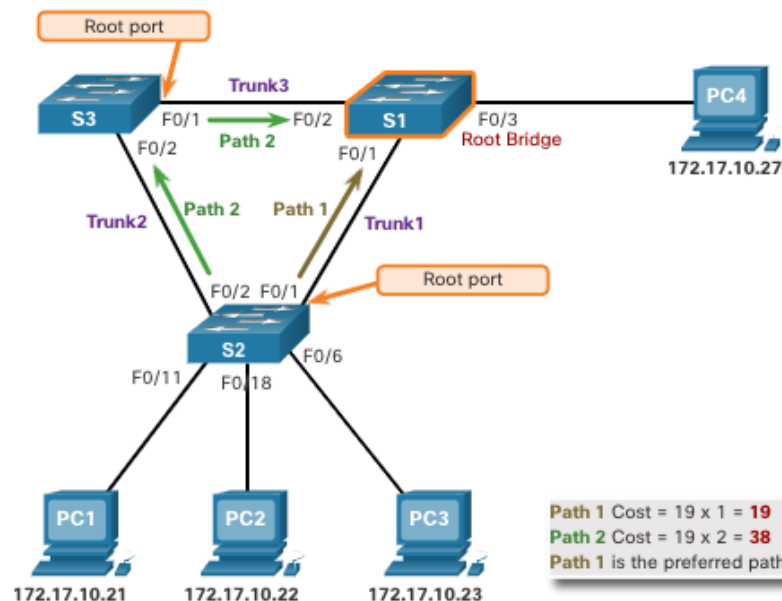 Root port
Trunk3
S3
S1
PC4
F0/1
F0/2
F0/3
Path 2
Root Bridge
F0/2
F0/1
172.17.10.27
Path 2
Path 1
Trunk2
Trunk1
F0/2
F0/1
Root port
S2
F0/6
F0/11
F0/18
PC1
PC2
PC3
Path 1 Cost = 19 x 1 = 19
Path 2 Cost = 19 x 2 = 38
Path 1 is the preferred path
172.17.10.21
172.17.10.22
172.17.10.23